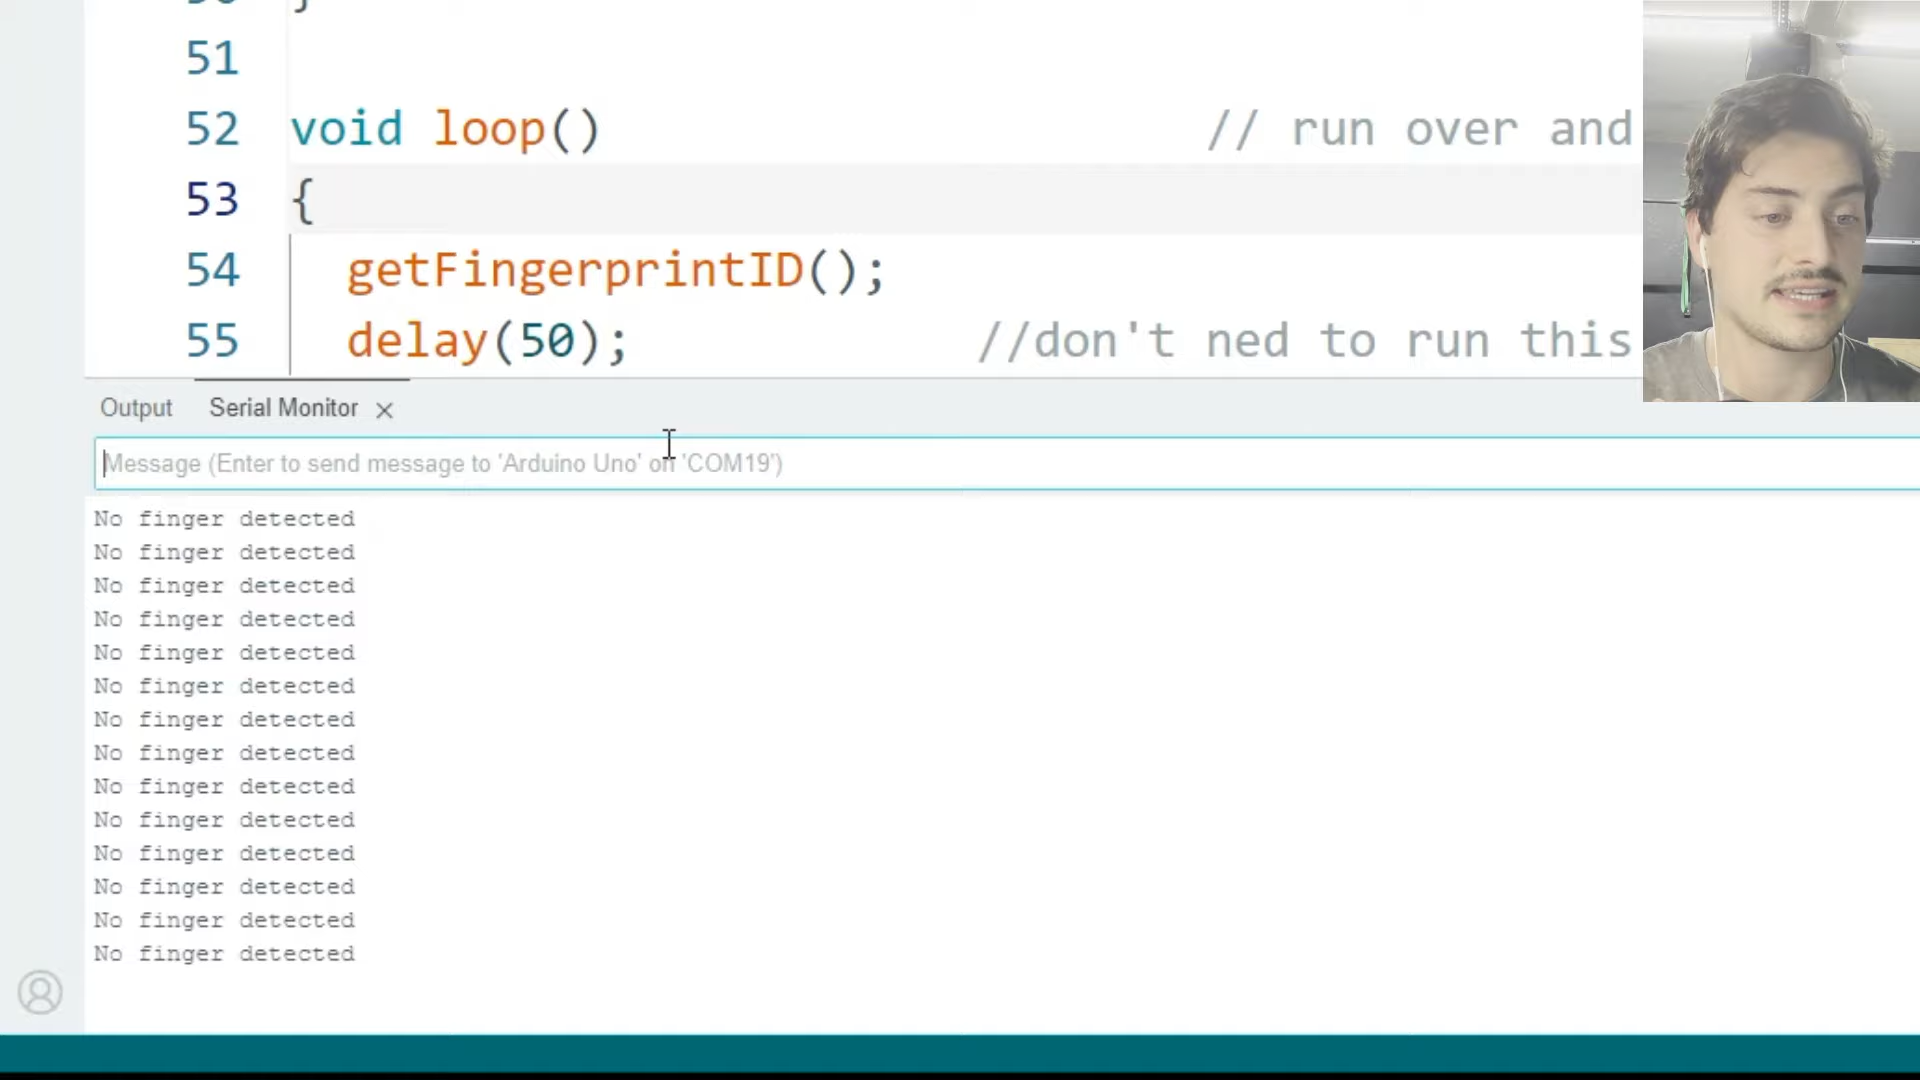 51
52 void loop() // run over and
53 {
54 getFingerprintID();
55 delay(50); //don't ned to run this
Output Serial Monitor
Message (Enter to send message to 'Arduino Uno' on 'COM19')
No finger detected
No finger detected
No finger detected
No finger detected
No finger detected
No finger detected
No finger detected
No finger detected
No finger detected
No finger detected
No finger detected
No finger detected
No finger detected
No finger detected